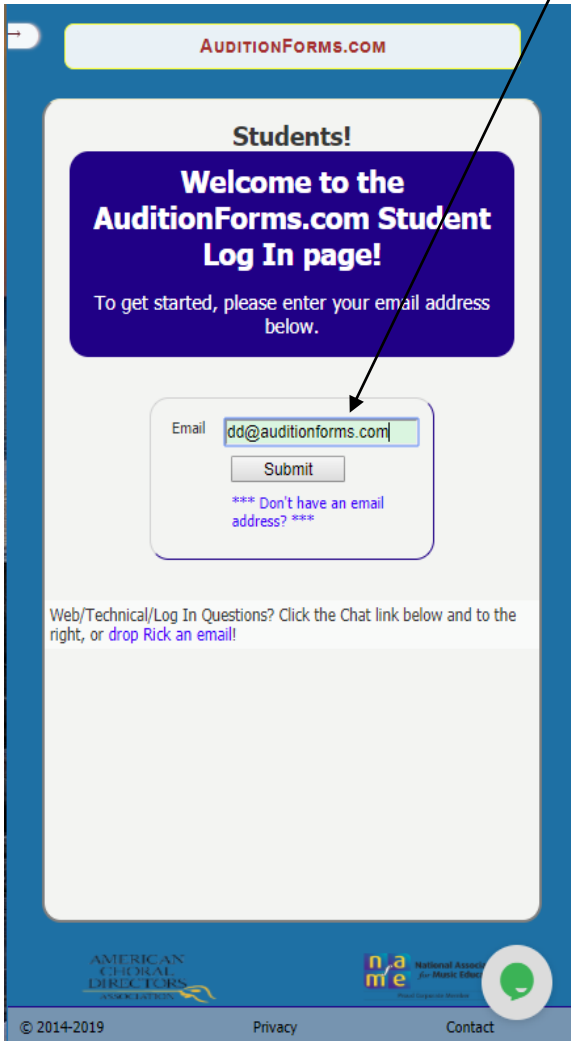 →
AUDITIONFORMS.COM
Students!
Welcome to the
AuditionForms.com Student
Log In page!
To get started, please enter your email address
below.
Email dd@auditionforms.com
Submit
*** Don't have an email
address? ***
Web/Technical/Log In Questions? Click the Chat link below and to the
right, or drop Rick an email!
AMERICAN
CHORAL
DIRECTORS
ASSOCIATION
n a
m e
National Associ
for Music Educ
© 2014-2019 Privacy Contact